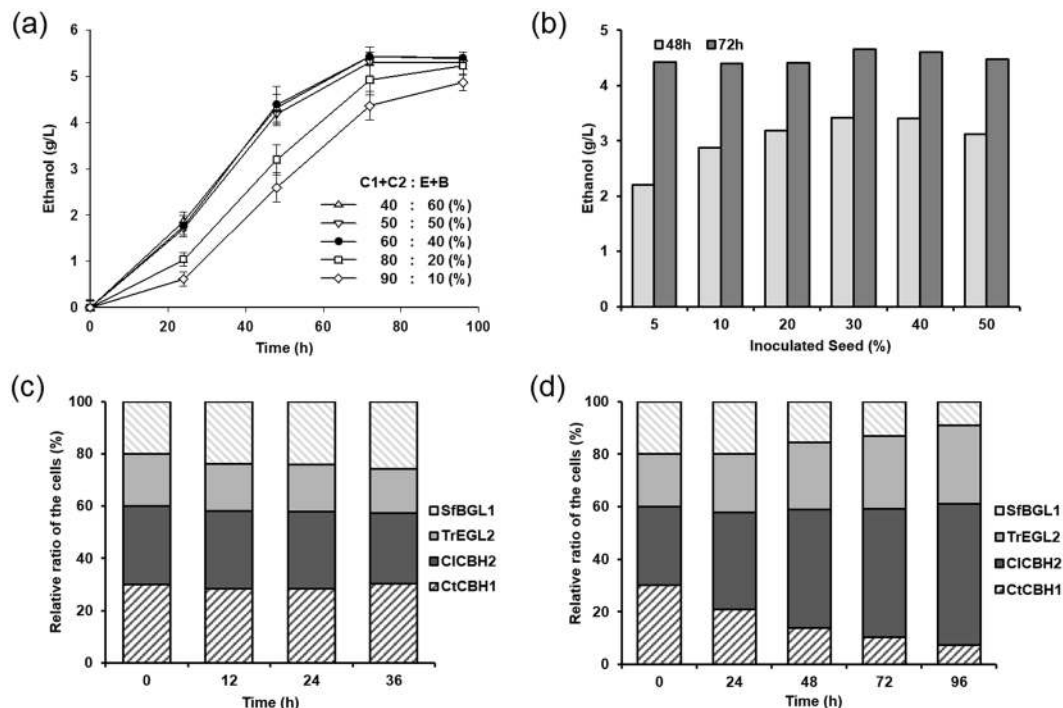 (a)
Ethanol (g/L)
6
5
4
3
2
1
0
C1+C2 : E+B
40 : 60 (%)
50 : 50 (%)
60 : 40 (%)
80 : 20 (%)
90 : 10 (%)
0 20 40 60 80 100
Time (h)
(b)
Ethanol (g/L)
5
4
3
2
1
0
48h 72h
5 10 20 30 40 50
Inoculated Seed (%)
(c)
Relative ratio of the cells (%)
100
80
60
40
20
0
SfBGL1
TrEGL2
ClCBH2
CtCBH1
0 12 24 36
Time (h)
(d)
Relative ratio of the cells (%)
100
80
60
40
20
0
SfBGL1
TrEGL2
ClCBH2
CtCBH1
0 24 48 72 96
Time (h)